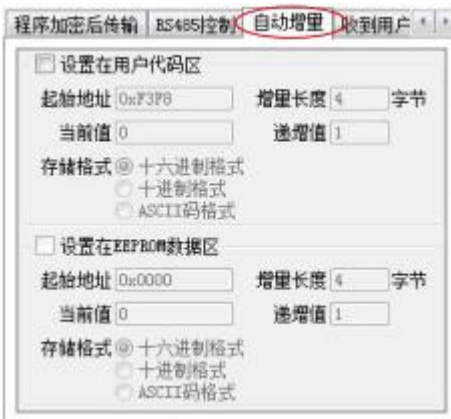 程序加密后传输 RS485控制 自动增量 收到用户
设置在用户代码区
起始地址 0xF3F8 增量长度 4 字节
当前值 0 递增值 1
存储格式 十六进制格式
十进制格式
ASCII码格式
设置在EEPROM数据区
起始地址 0x0000 增量长度 4 字节
当前值 0 递增值 1
存储格式 十六进制格式
十进制格式
ASCII码格式